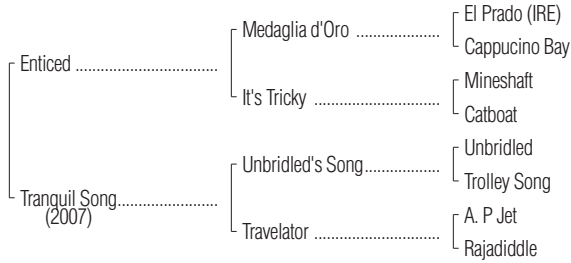 El Prado (IRE)
Medaglia d'Oro ..................
Cappucino Bay
Enticed ..............................
Mineshaft
It's Tricky ...........................
Catboat
Unbridled
Unbridled's Song................
Trolley Song
Tranquil Song.....................
(2007)
A. P Jet
Travelator ...........................
Rajadiddle